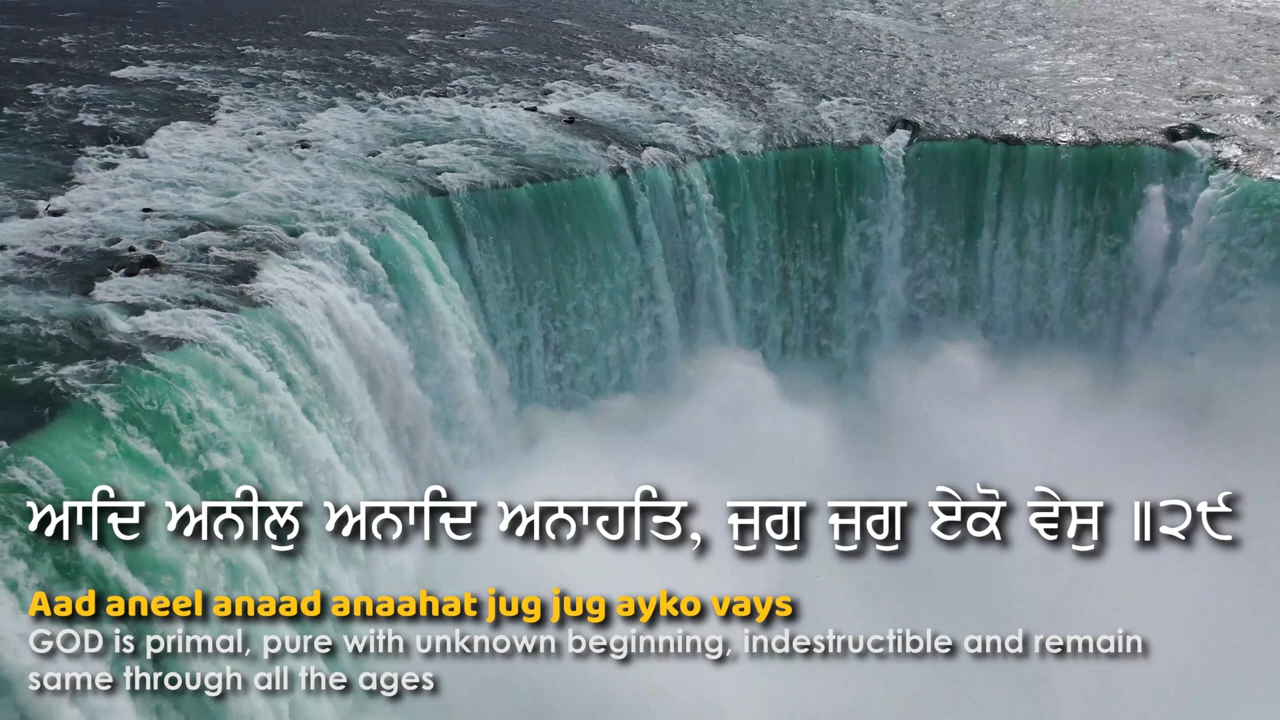 ਆਦਿ ਅਨੀਲੁ ਅਨਾਦਿ ਅਨਾਹਤਿ, ਜੁਗੁ ਜੁਗੁ ਏਕੋ ਵੇਸੁ ॥੨੯
Aad aneel anaad anaahat jug jug ayko vays
GOD is primal, pure with unknown beginning, indestructible and remain
same through all the ages